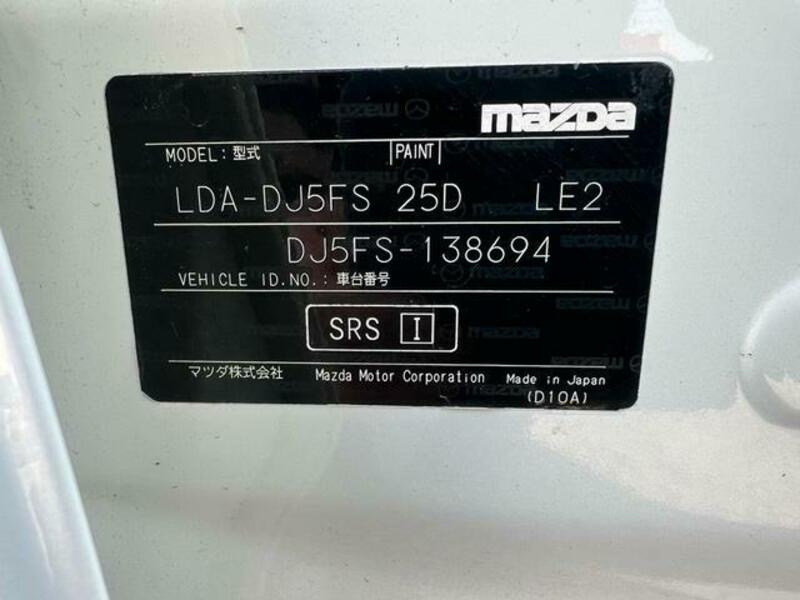 mazDa
MODEL: 型式 PAINT
LDA-DJ5FS 25D LE2
DJ5FS-138694
VEHICLE ID.NO.: 車台番号
SRS I
マツダ株式会社 Mazda Motor Corporation Made in Japan
(D10A)